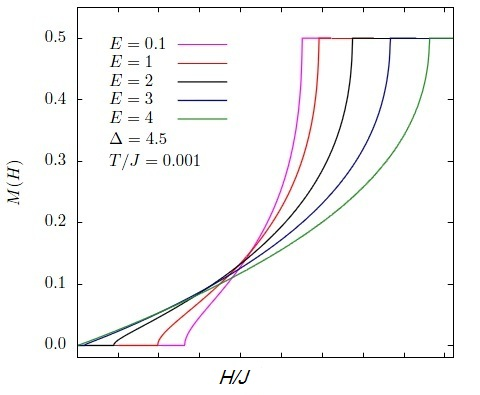 0.5
0.4
0.3
0.2
0.1
0.0
M(H)
E = 0.1
E = 1
E = 2
E = 3
E = 4
Δ = 4.5
T/J = 0.001
H/J